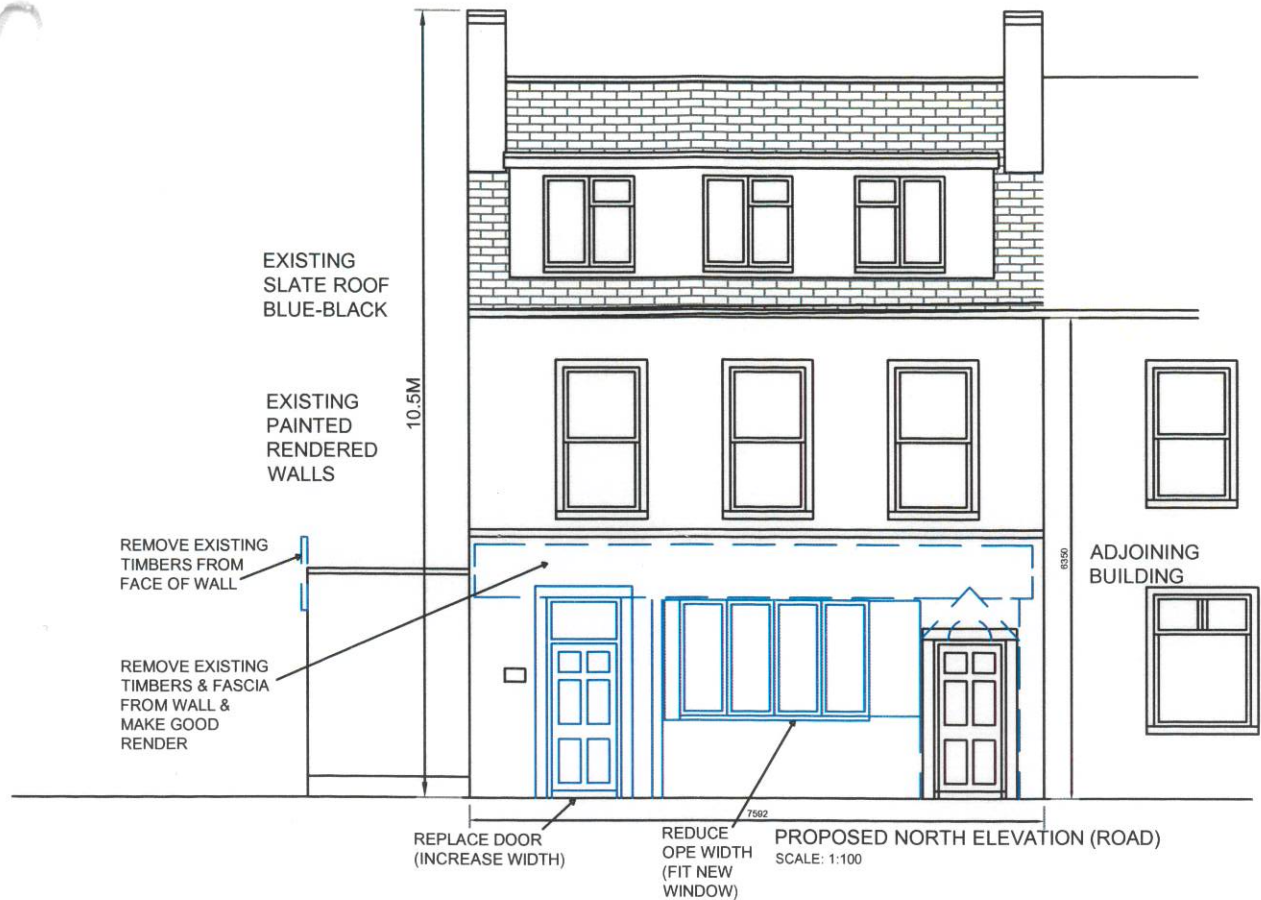 EXISTING
SLATE ROOF
BLUE-BLACK
EXISTING
PAINTED
RENDERED
WALLS
10.5M
REMOVE EXISTING
TIMBERS FROM
FACE OF WALL
REMOVE EXISTING
TIMBERS & FASCIA
FROM WALL &
MAKE GOOD
RENDER
6350
ADJOINING
BUILDING
7592
REPLACE DOOR
(INCREASE WIDTH)
REDUCE
OPE WIDTH
(FIT NEW
WINDOW)
PROPOSED NORTH ELEVATION (ROAD)
SCALE: 1:100